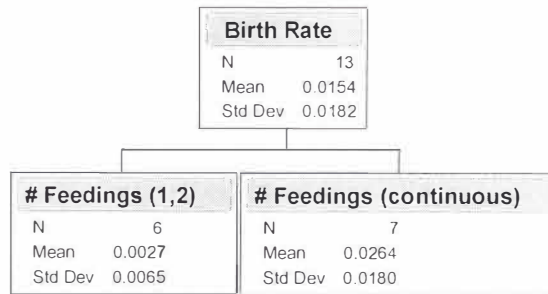 Birth Rate
N 13
Mean 0.0154
Std Dev 0.0182
# Feedings (1,2)
N 6
Mean 0.0027
Std Dev 0.0065
# Feedings (continuous)
N 7
Mean 0.0264
Std Dev 0.0180